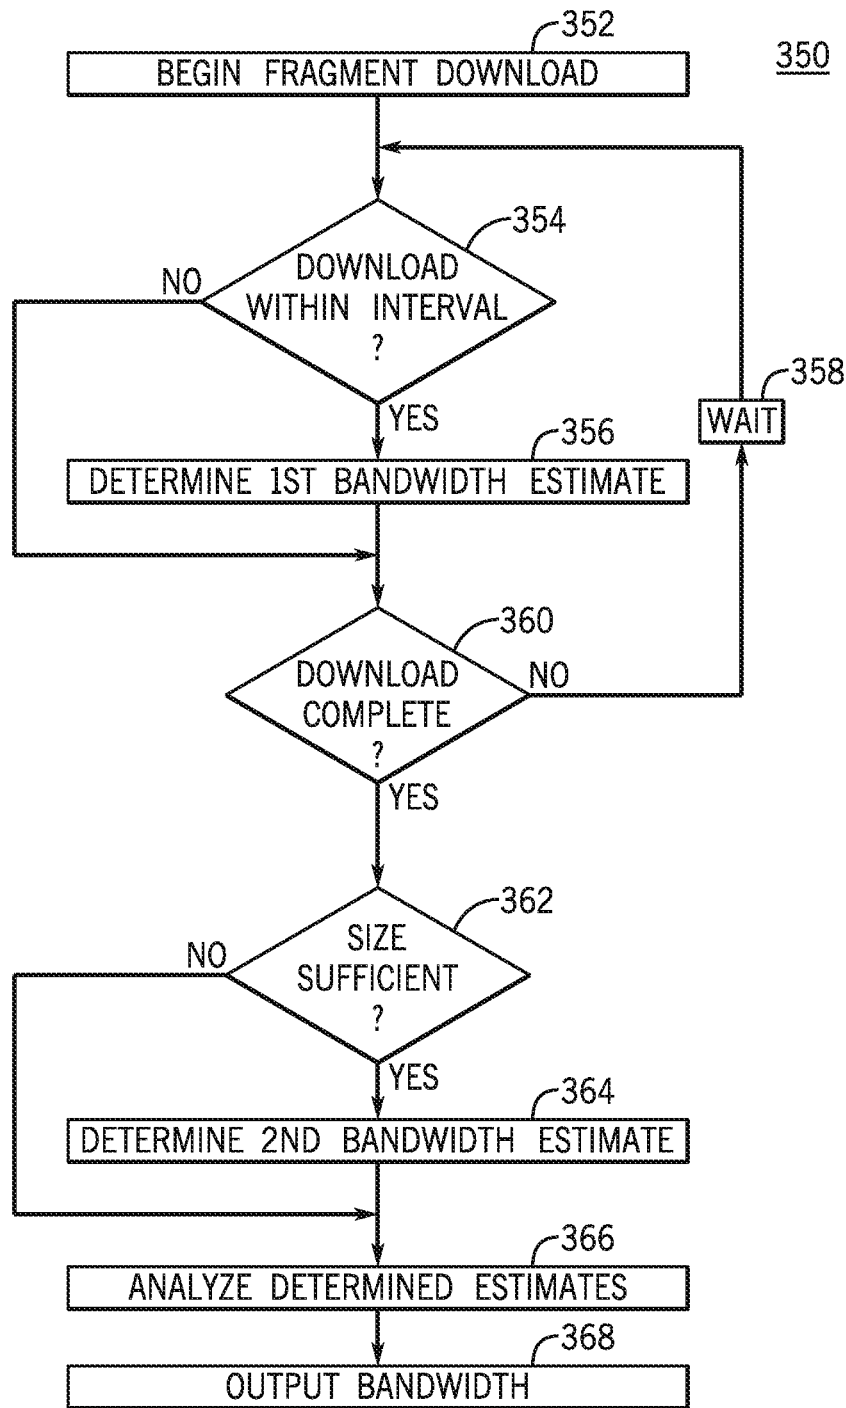 352
350
BEGIN FRAGMENT DOWNLOAD
354
NO
DOWNLOAD
WITHIN INTERVAL
?
358
WAIT
YES
356
DETERMINE 1ST BANDWIDTH ESTIMATE
360
DOWNLOAD
COMPLETE
?
NO
YES
362
NO
SIZE
SUFFICIENT
?
YES
364
DETERMINE 2ND BANDWIDTH ESTIMATE
366
ANALYZE DETERMINED ESTIMATES
368
OUTPUT BANDWIDTH